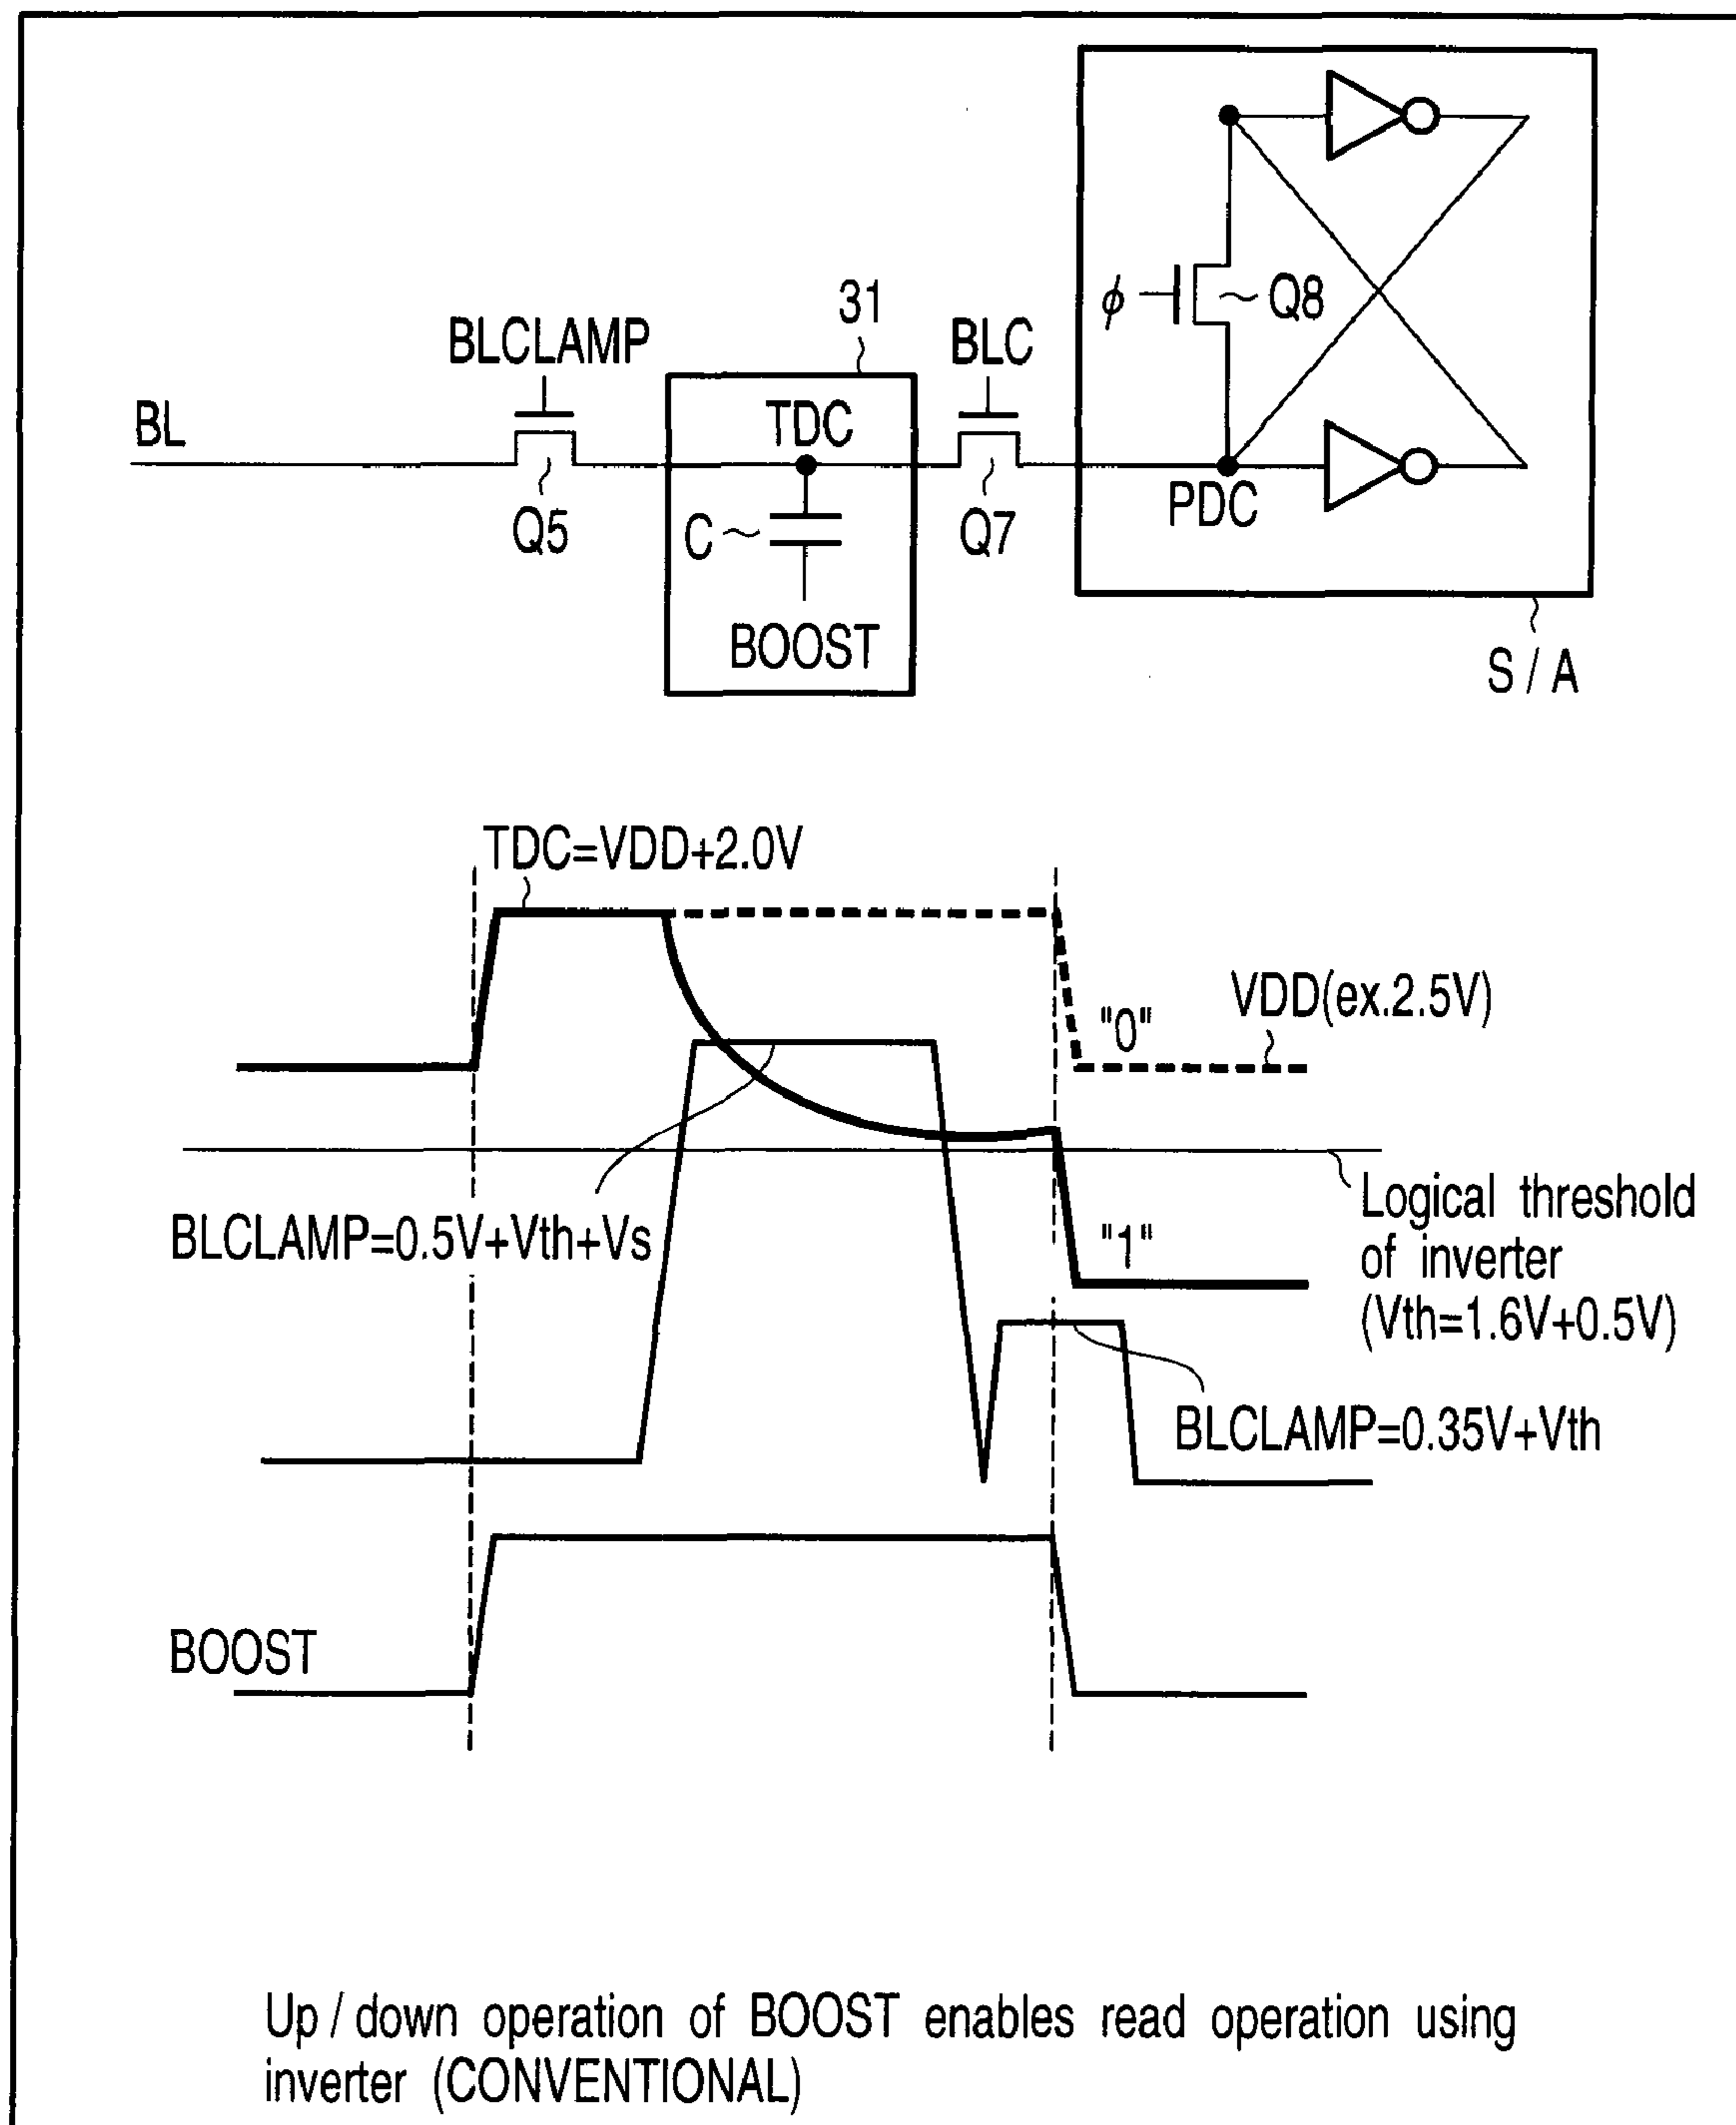 31
BLCLAMP
BLC
ϕ
Q8
BL
TDC
Q5
C
Q7
PDC
BOOST
S / A
TDC=VDD+2.0V
VDD(ex.2.5V)
"0"
BLCLAMP=0.5V+Vth+Vs
"1"
Logical threshold
of inverter
(Vth=1.6V+0.5V)
BLCLAMP=0.35V+Vth
BOOST
Up / down operation of BOOST enables read operation using
inverter (CONVENTIONAL)